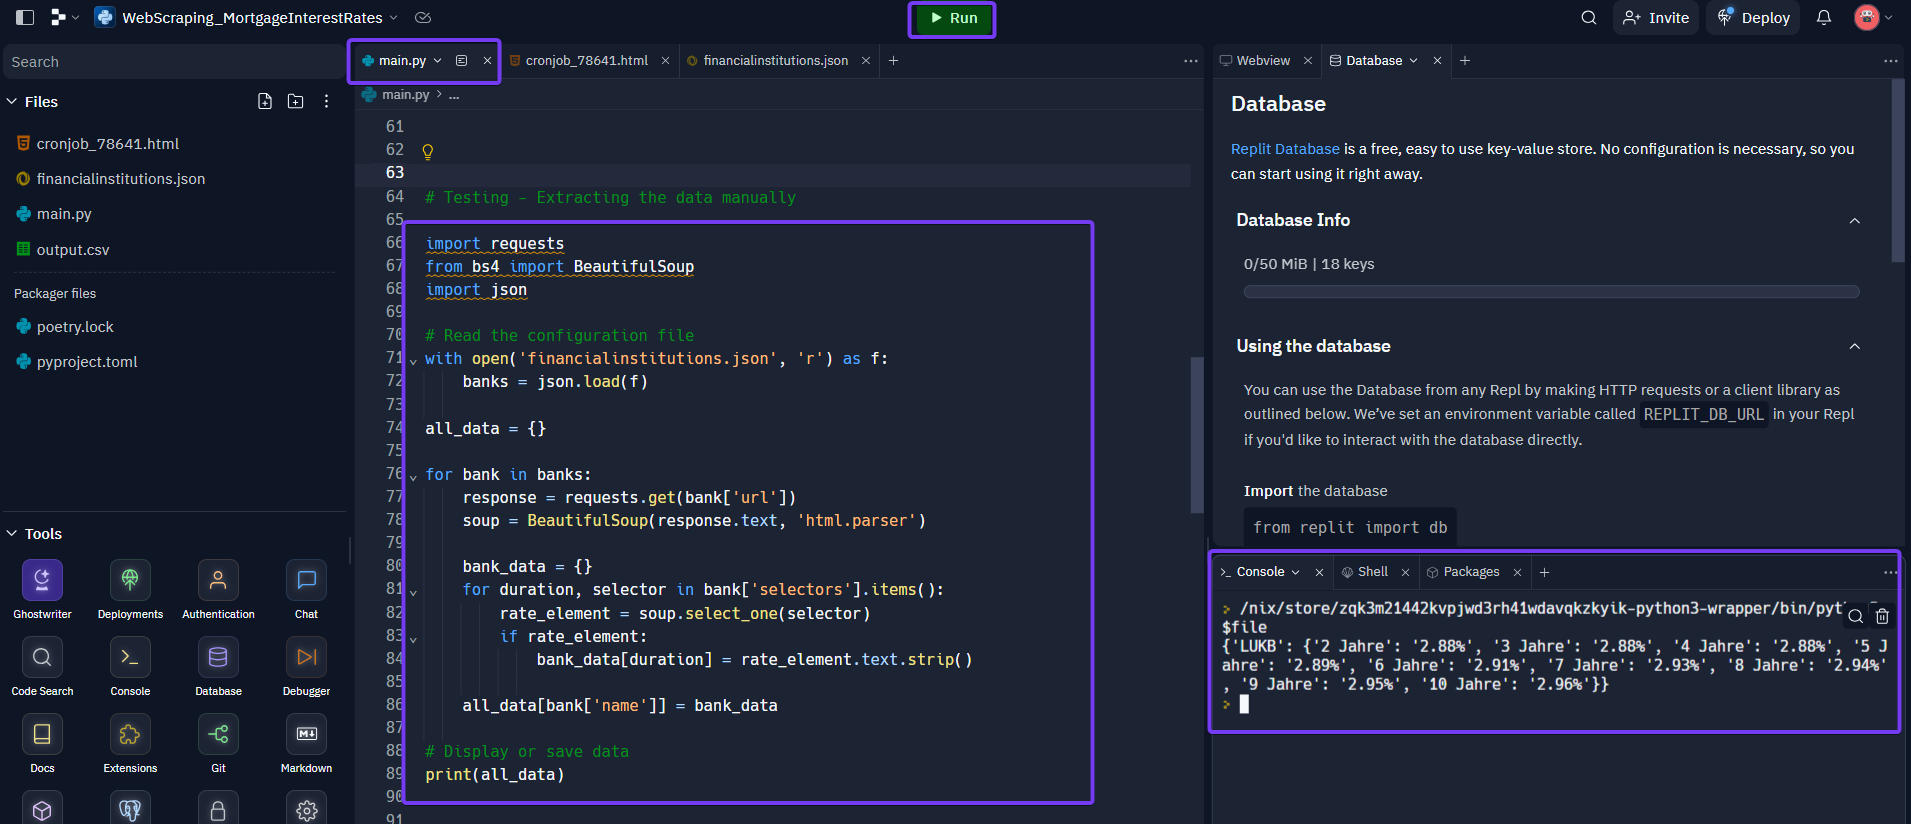 WebScraping_MortgageInterestRates
Run
Invite
Deploy
Search
Files
cronjob_78641.html
financialinstitutions.json
main.py
output.csv
Packager files
poetry.lock
pyproject.toml
Tools
Ghostwriter
Deployments
Authentication
Chat
Code Search
Console
Database
Debugger
Docs
Extensions
Git
Markdown
main.py
cronjob_78641.html
financialinstitutions.json
main.py > ...
61
62
63
64 # Testing - Extracting the data manually
65
66 import requests
67 from bs4 import BeautifulSoup
68 import json
69
70 # Read the configuration file
71 with open('financialinstitutions.json', 'r') as f:
72 banks = json.load(f)
73
74 all_data = {}
75
76 for bank in banks:
77 response = requests.get(bank['url'])
78 soup = BeautifulSoup(response.text, 'html.parser')
79
80 bank_data = {}
81 for duration, selector in bank['selectors'].items():
82 rate_element = soup.select_one(selector)
83 if rate_element:
84 bank_data[duration] = rate_element.text.strip()
85
86 all_data[bank['name']] = bank_data
87
88 # Display or save data
89 print(all_data)
90
91
Webview
Database
Database
Replit Database is a free, easy to use key-value store. No configuration is necessary, so you
can start using it right away.
Database Info
0/50 MiB | 18 keys
Using the database
You can use the Database from any Repl by making HTTP requests or a client library as
outlined below. We've set an environment variable called REPLIT_DB_URL in your Repl
if you'd like to interact with the database directly.
Import the database
from replit import db
Console
Shell
Packages
> /nix/store/zqk3m21442kvpjwd3rh41wdavqkzkyik-python3-wrapper/bin/pyth
$file
{'LUKB': {'2 Jahre': '2.88%', '3 Jahre': '2.88%', '4 Jahre': '2.88%', '5 J
ahre': '2.89%', '6 Jahre': '2.91%', '7 Jahre': '2.93%', '8 Jahre': '2.94%'
, '9 Jahre': '2.95%', '10 Jahre': '2.96%'}}
>